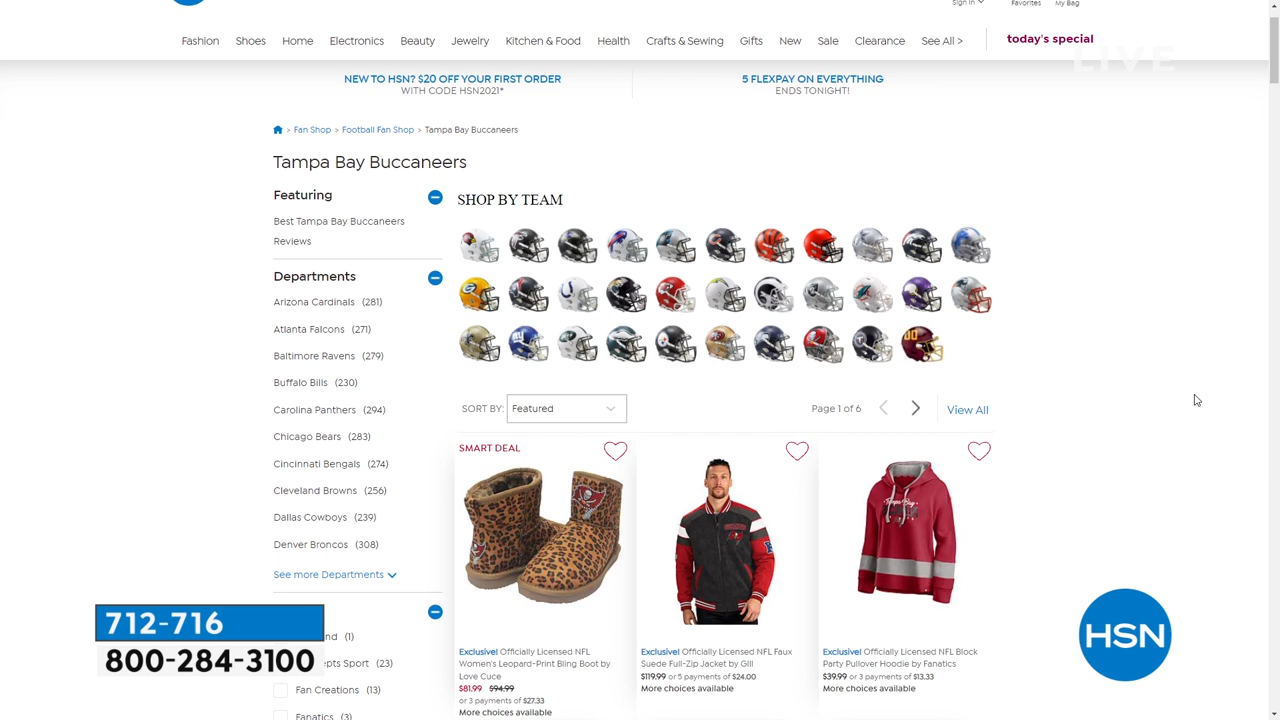 Sign In
Favorites
My Bag
Fashion Shoes Home Electronics Beauty Jewelry Kitchen & Food Health Crafts & Sewing Gifts New Sale Clearance See All > today's special
LIVE
NEW TO HSN? $20 OFF YOUR FIRST ORDER
WITH CODE HSN2021*
5 FLEXPAY ON EVERYTHING
ENDS TONIGHT!
> Fan Shop > Football Fan Shop > Tampa Bay Buccaneers
Tampa Bay Buccaneers
Featuring
Best Tampa Bay Buccaneers
Reviews
Departments
Arizona Cardinals (281)
Atlanta Falcons (271)
Baltimore Ravens (279)
Buffalo Bills (230)
Carolina Panthers (294)
Chicago Bears (283)
Cincinnati Bengals (274)
Cleveland Browns (256)
Dallas Cowboys (239)
Denver Broncos (308)
See more Departments
(1)
Sport (23)
Fan Creations (13)
Fanatics (3)
SHOP BY TEAM
SORT BY: Featured
Page 1 of 6
View All
SMART DEAL
Exclusive! Officially Licensed NFL
Women's Leopard-Print Bling Boot by
Love Cuce
$81.99 $94.99
or 3 payments of $27.33
More choices available
Exclusive! Officially Licensed NFL Faux
Suede Full-Zip Jacket by GIII
$119.99 or 5 payments of $24.00
More choices available
Exclusive! Officially Licensed NFL Block
Party Pullover Hoodie by Fanatics
$39.99 or 3 payments of $13.33
More choices available
712-716
800-284-3100
HSN